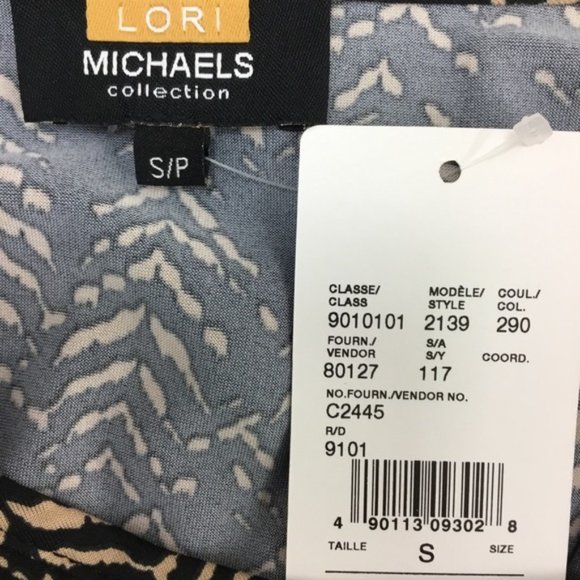 LORI
MICHAELS
collection
S/P
CLASSE/ MODÈLE/ COUL./
CLASS STYLE COL.
9010101 2139 290
FOURN./ S/A
VENDOR S/Y COORD.
80127 117
NO.FOURN./VENDOR NO.
C2445
R/D
9101
4 90113 09302 8
TAILLE S SIZE